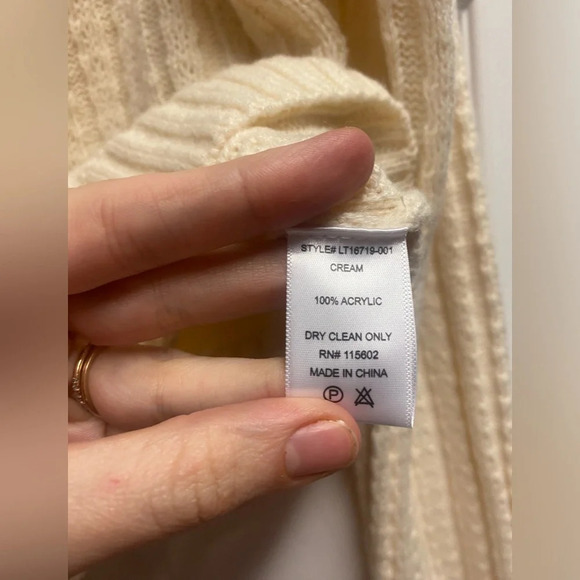 STYLE# LT16719-001
CREAM
100% ACRYLIC
DRY CLEAN ONLY
RN# 115602
MADE IN CHINA
P